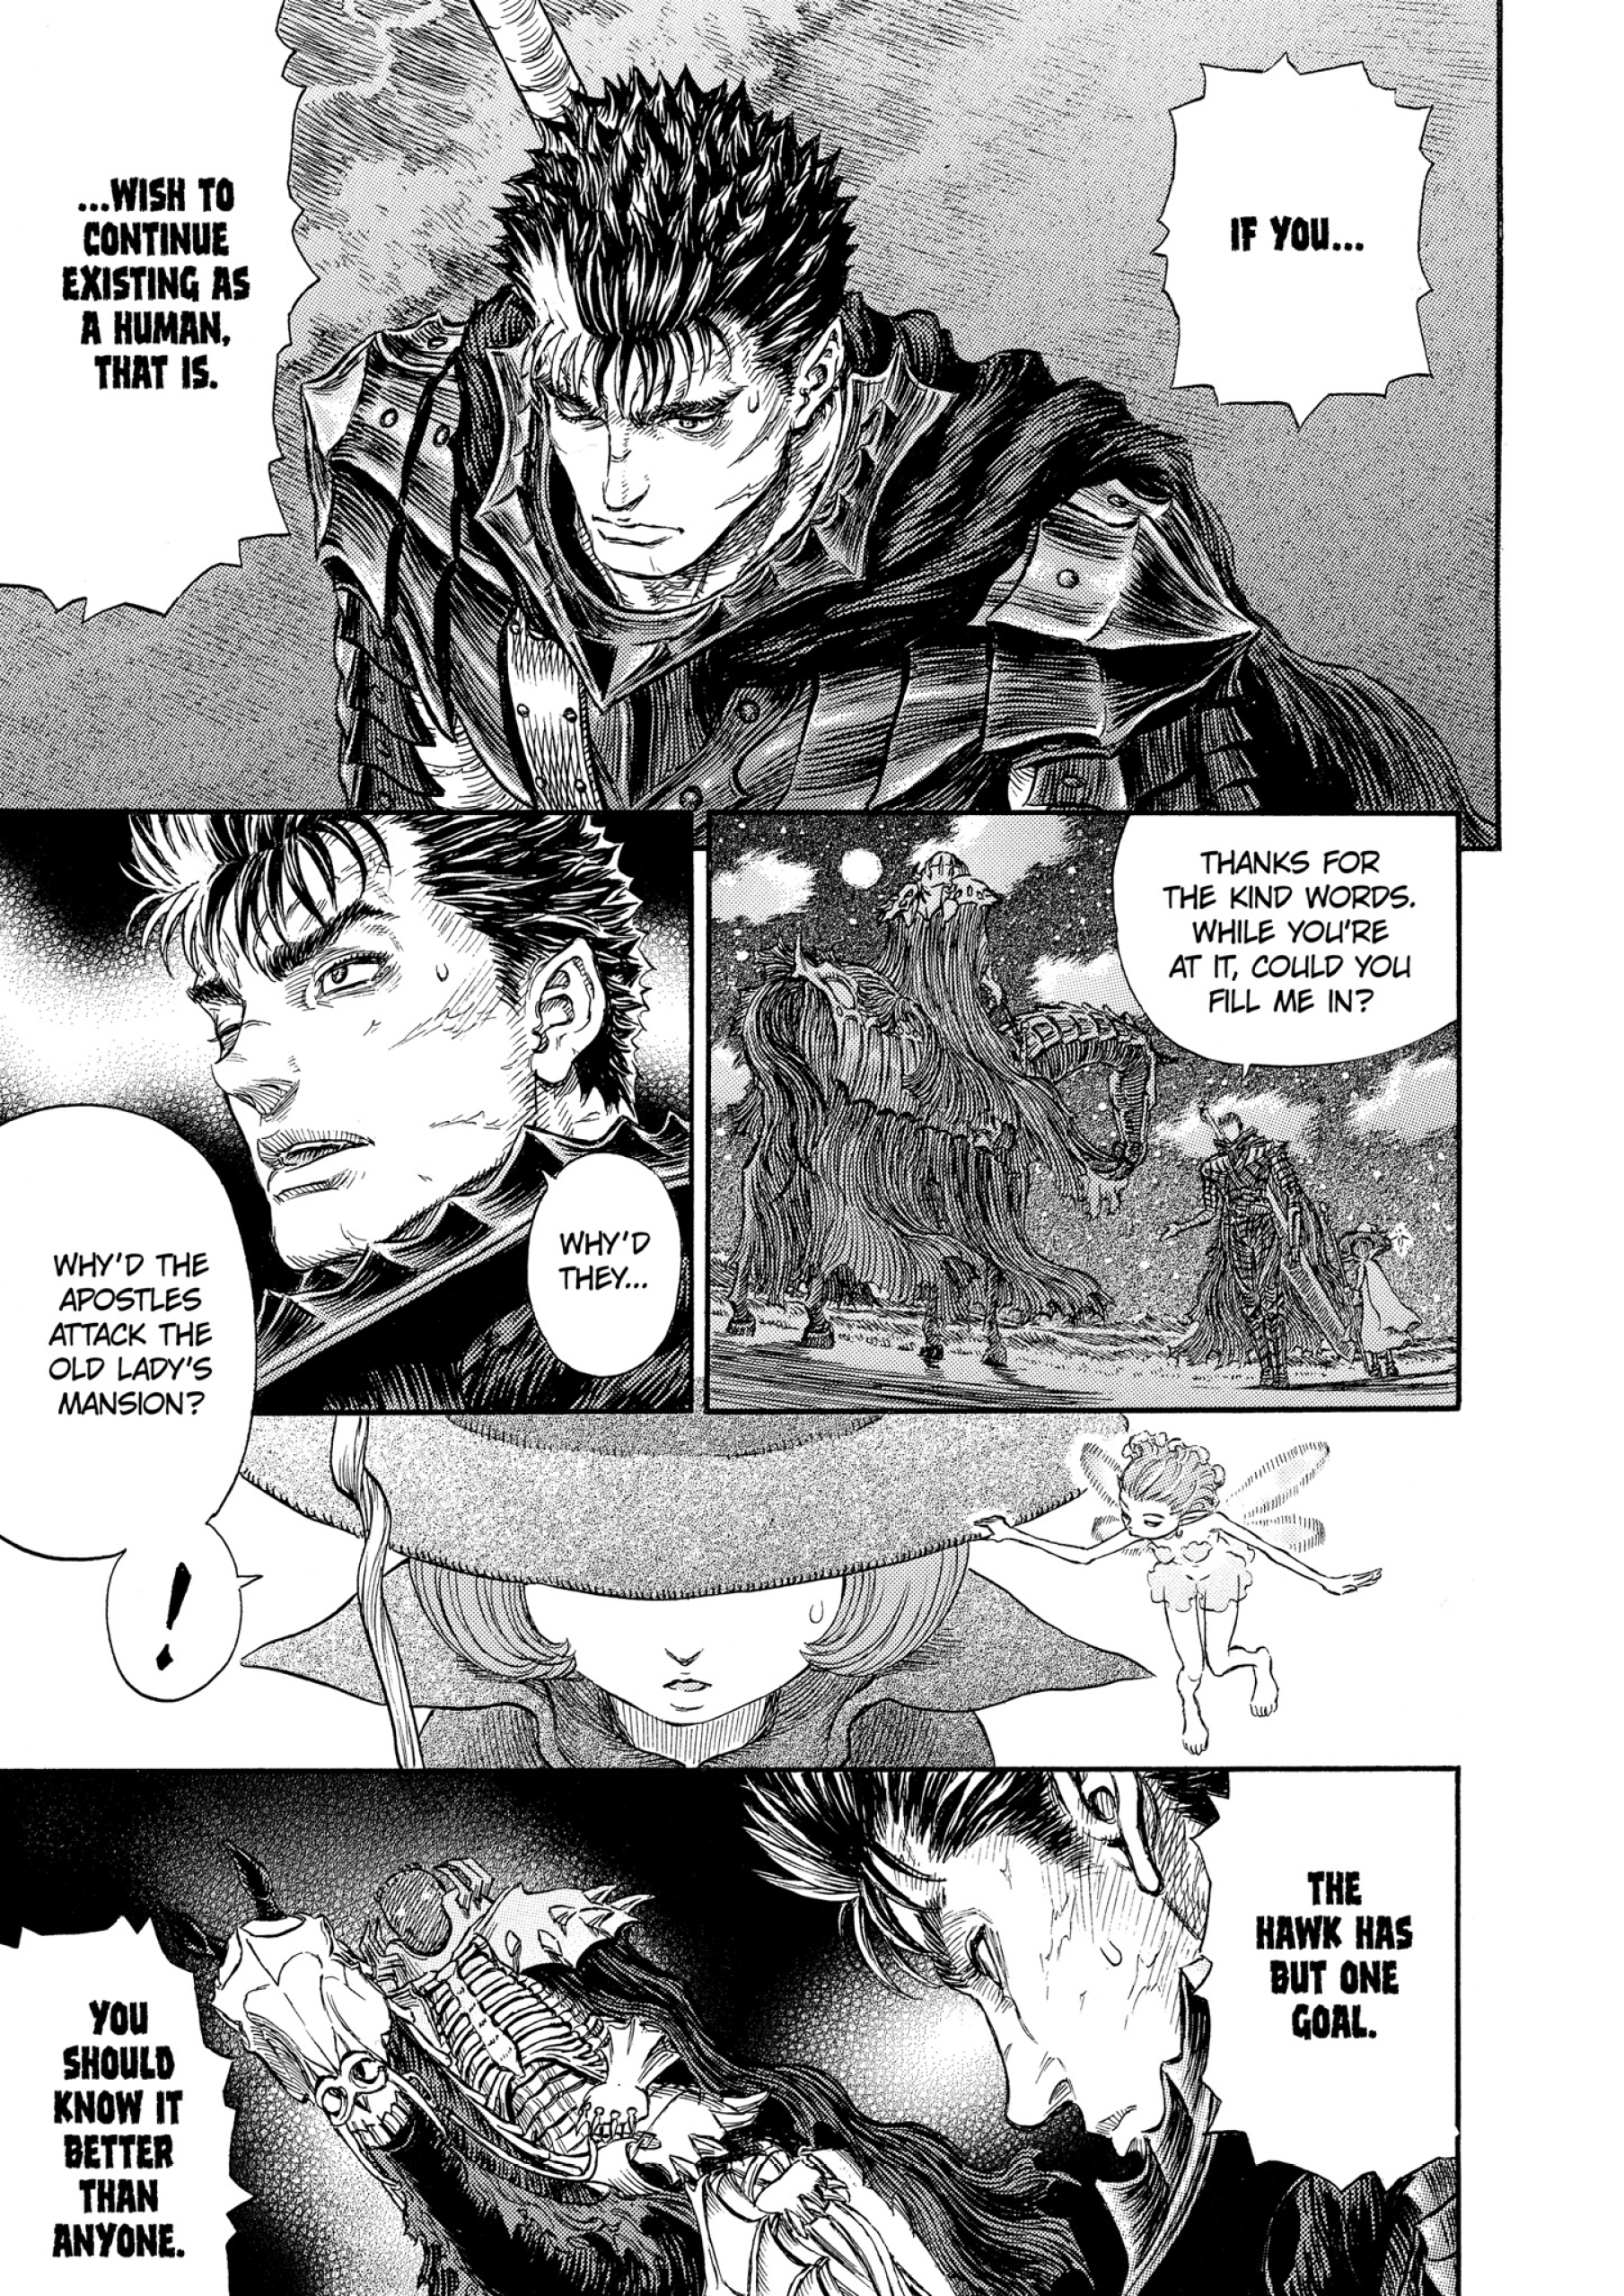 IF YOU...
...WISH TO
CONTINUE
EXISTING AS
A HUMAN,
THAT IS.
THANKS FOR
THE KIND WORDS.
WHILE YOU'RE
AT IT, COULD YOU
FILL ME IN?
WHY'D
THEY...
WHY'D THE
APOSTLES
ATTACK THE
OLD LADY'S
MANSION?
!
THE
HAWK HAS
BUT ONE
GOAL.
YOU
SHOULD
KNOW IT
BETTER
THAN
ANYONE.